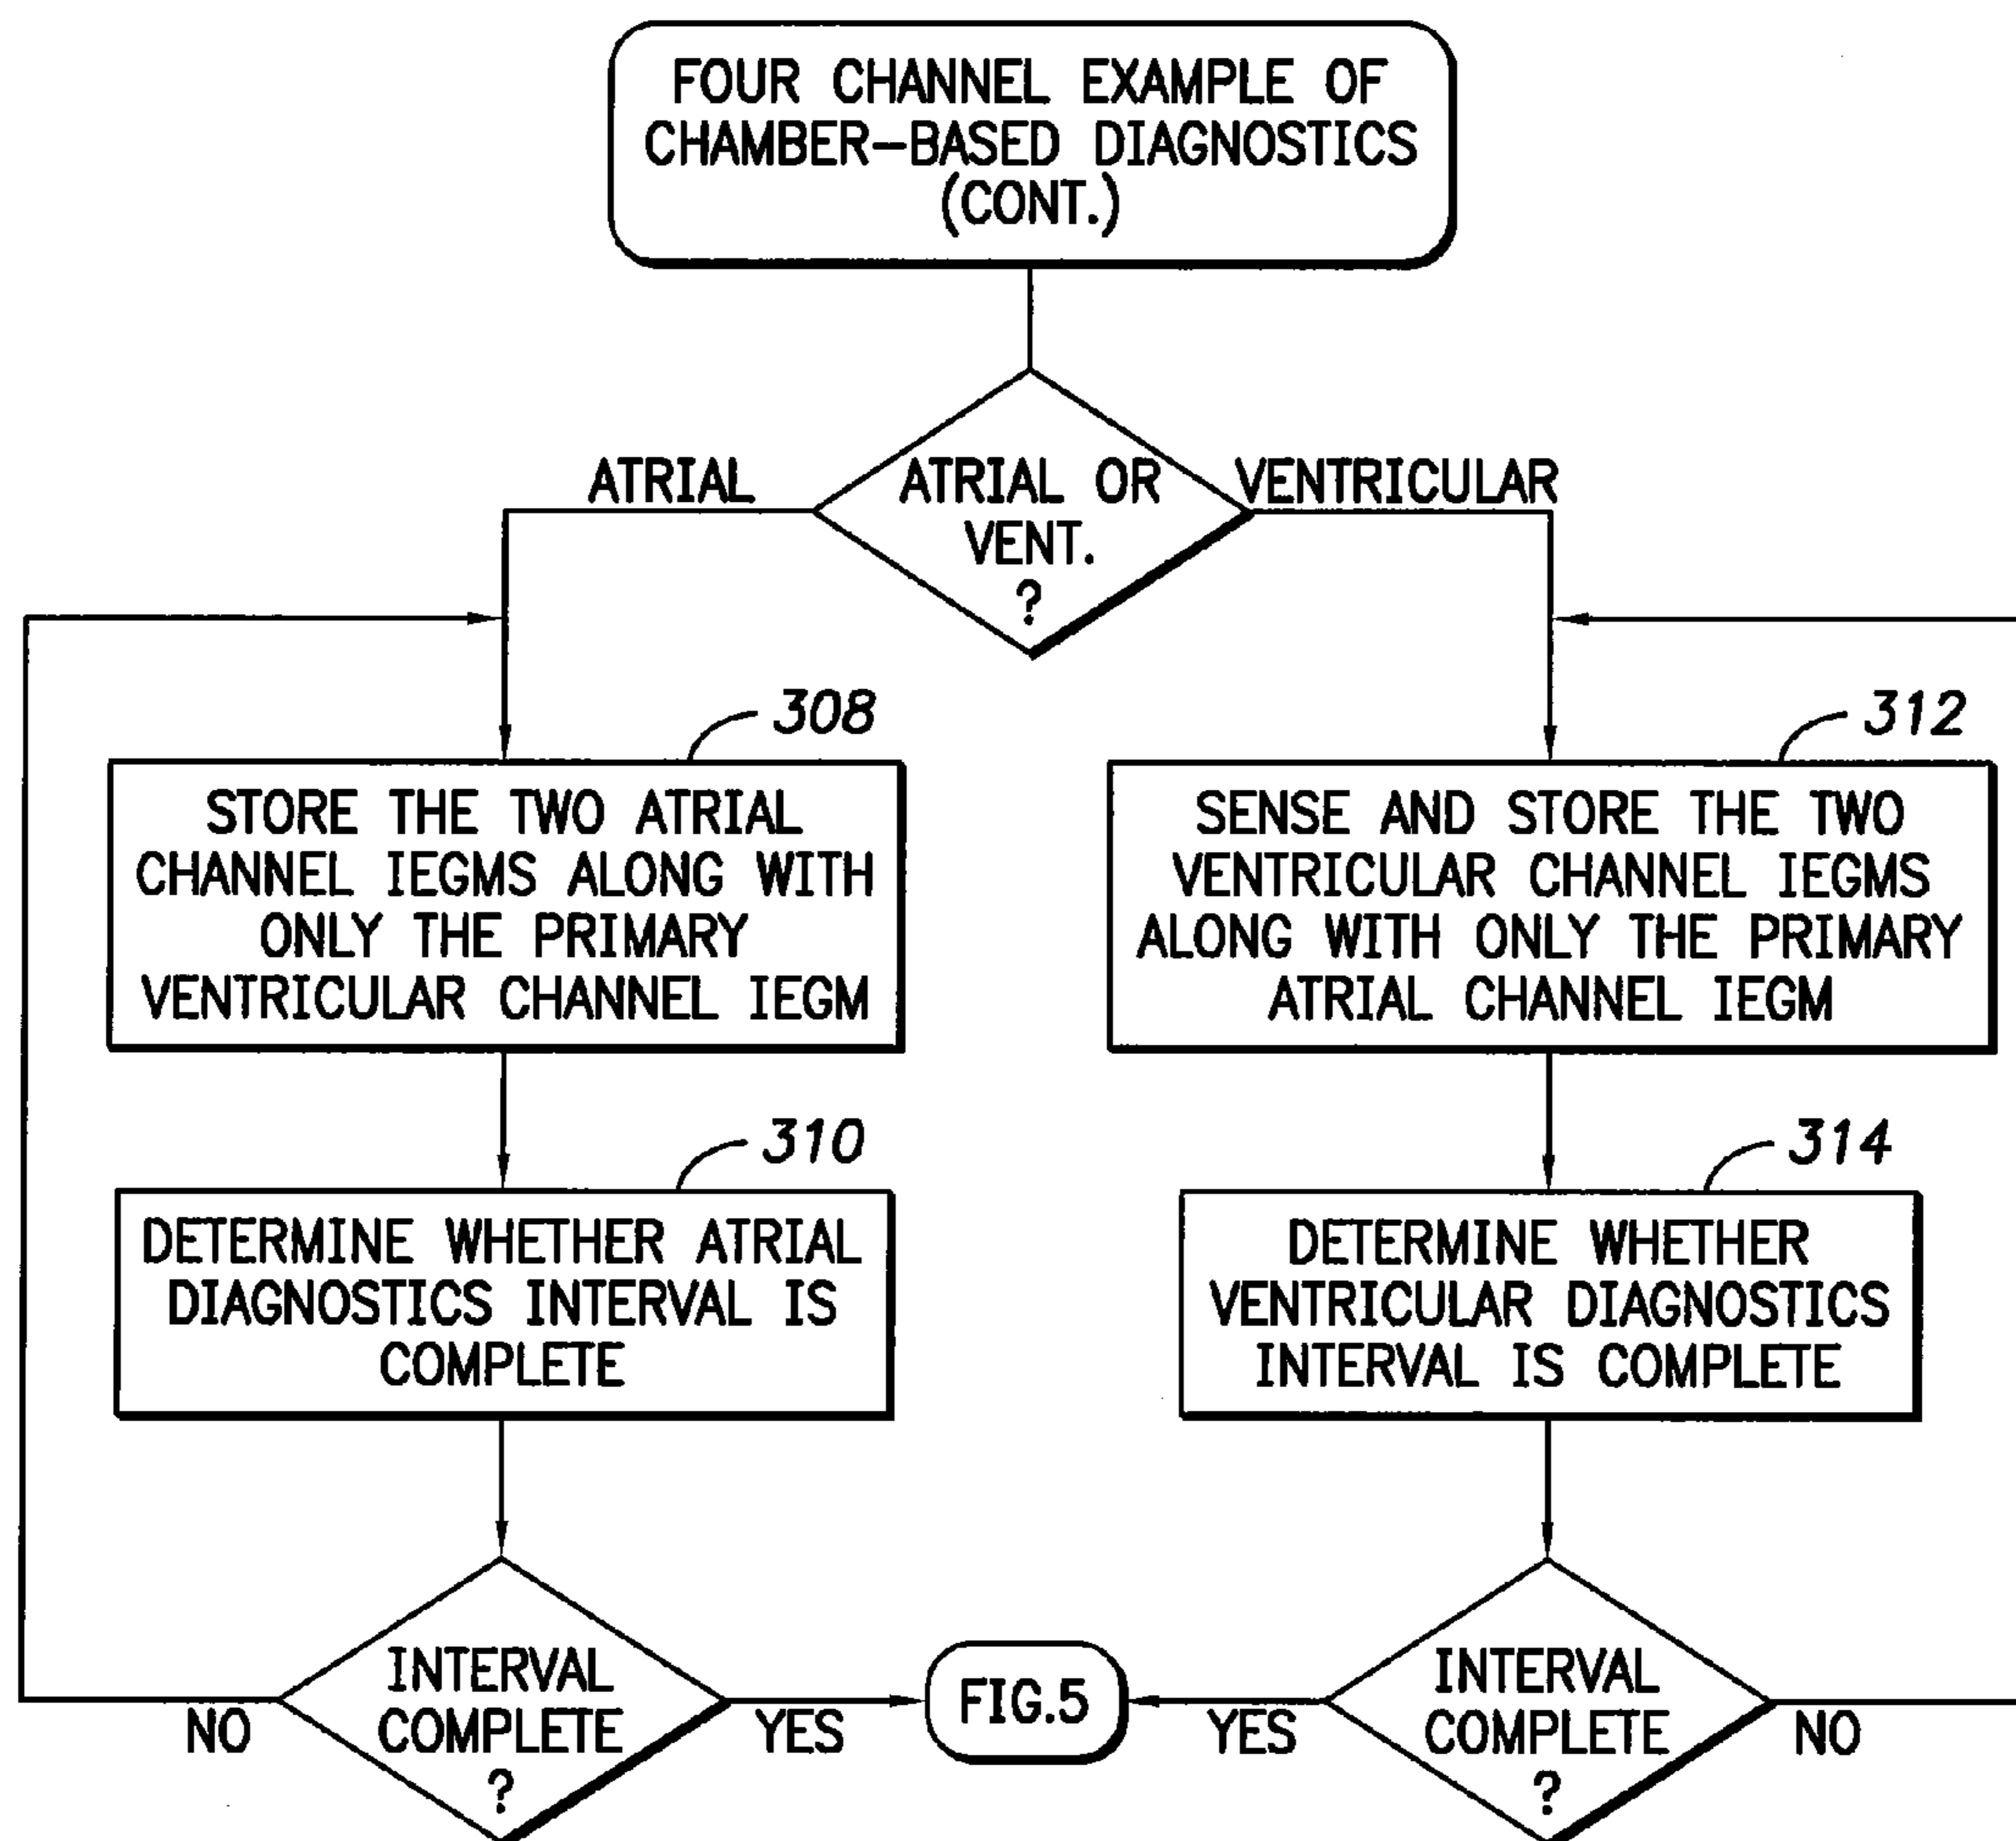 FOUR CHANNEL EXAMPLE OF
CHAMBER-BASED DIAGNOSTICS
(CONT.)
ATRIAL
ATRIAL OR
VENT.
?
VENTRICULAR
308
STORE THE TWO ATRIAL
CHANNEL IEGMS ALONG WITH
ONLY THE PRIMARY
VENTRICULAR CHANNEL IEGM
312
SENSE AND STORE THE TWO
VENTRICULAR CHANNEL IEGMS
ALONG WITH ONLY THE PRIMARY
ATRIAL CHANNEL IEGM
310
DETERMINE WHETHER ATRIAL
DIAGNOSTICS INTERVAL IS
COMPLETE
314
DETERMINE WHETHER
VENTRICULAR DIAGNOSTICS
INTERVAL IS COMPLETE
NO
INTERVAL
COMPLETE
?
YES
FIG.5
YES
INTERVAL
COMPLETE
?
NO